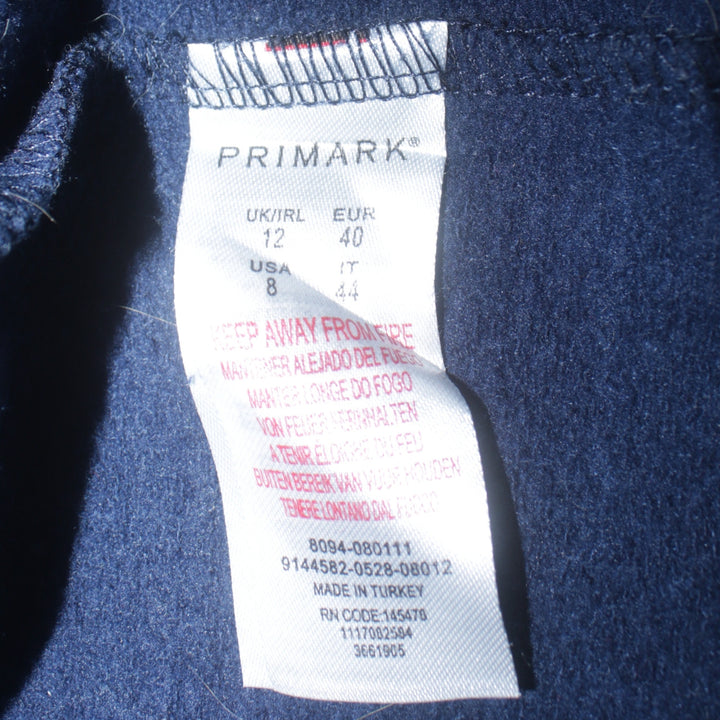 PRIMARK®
UK/IRL EUR
12 40
USA IT
8 44
KEEP AWAY FROM FIRE
MANTENER ALEJADO DEL FUEGO
MANTER LONGE DO FOGO
VON FEUER FERNHALTEN
A TENIR ELOIGNE DU FEU
BUITEN BEREIK VAN VUUR HOUDEN
TENERE LONTANO DAL FUOCO
8094-080111
9144582-0528-08012
MADE IN TURKEY
RN CODE:145478
1117082584
3661905